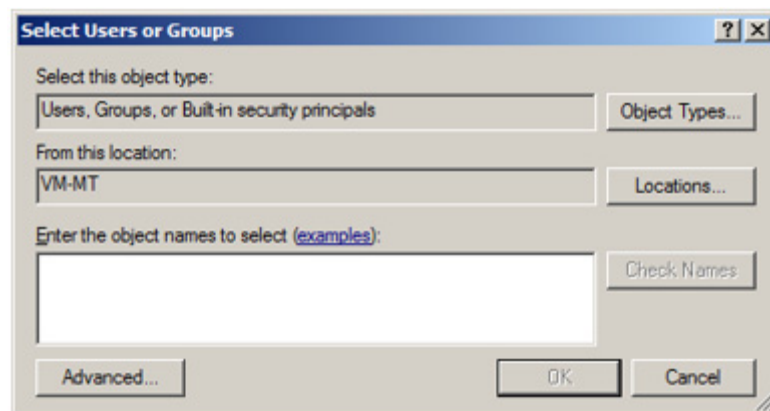 Select Users or Groups
Select this object type:
Users, Groups, or Built-in security principals
Object Types...
From this location:
VM-MT
Locations...
Enter the object names to select (examples):
Check Names
Advanced...
OK
Cancel